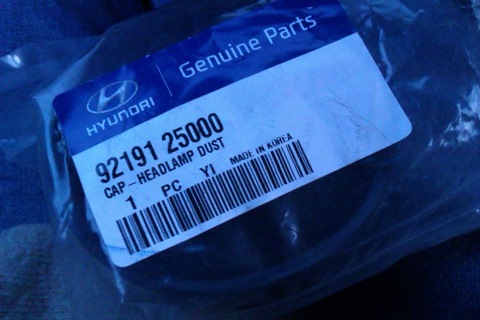 HYUNDAI
Genuine Parts
92191 25000
CAP-HEADLAMP DUST
1 PC YI MADE IN KOREA